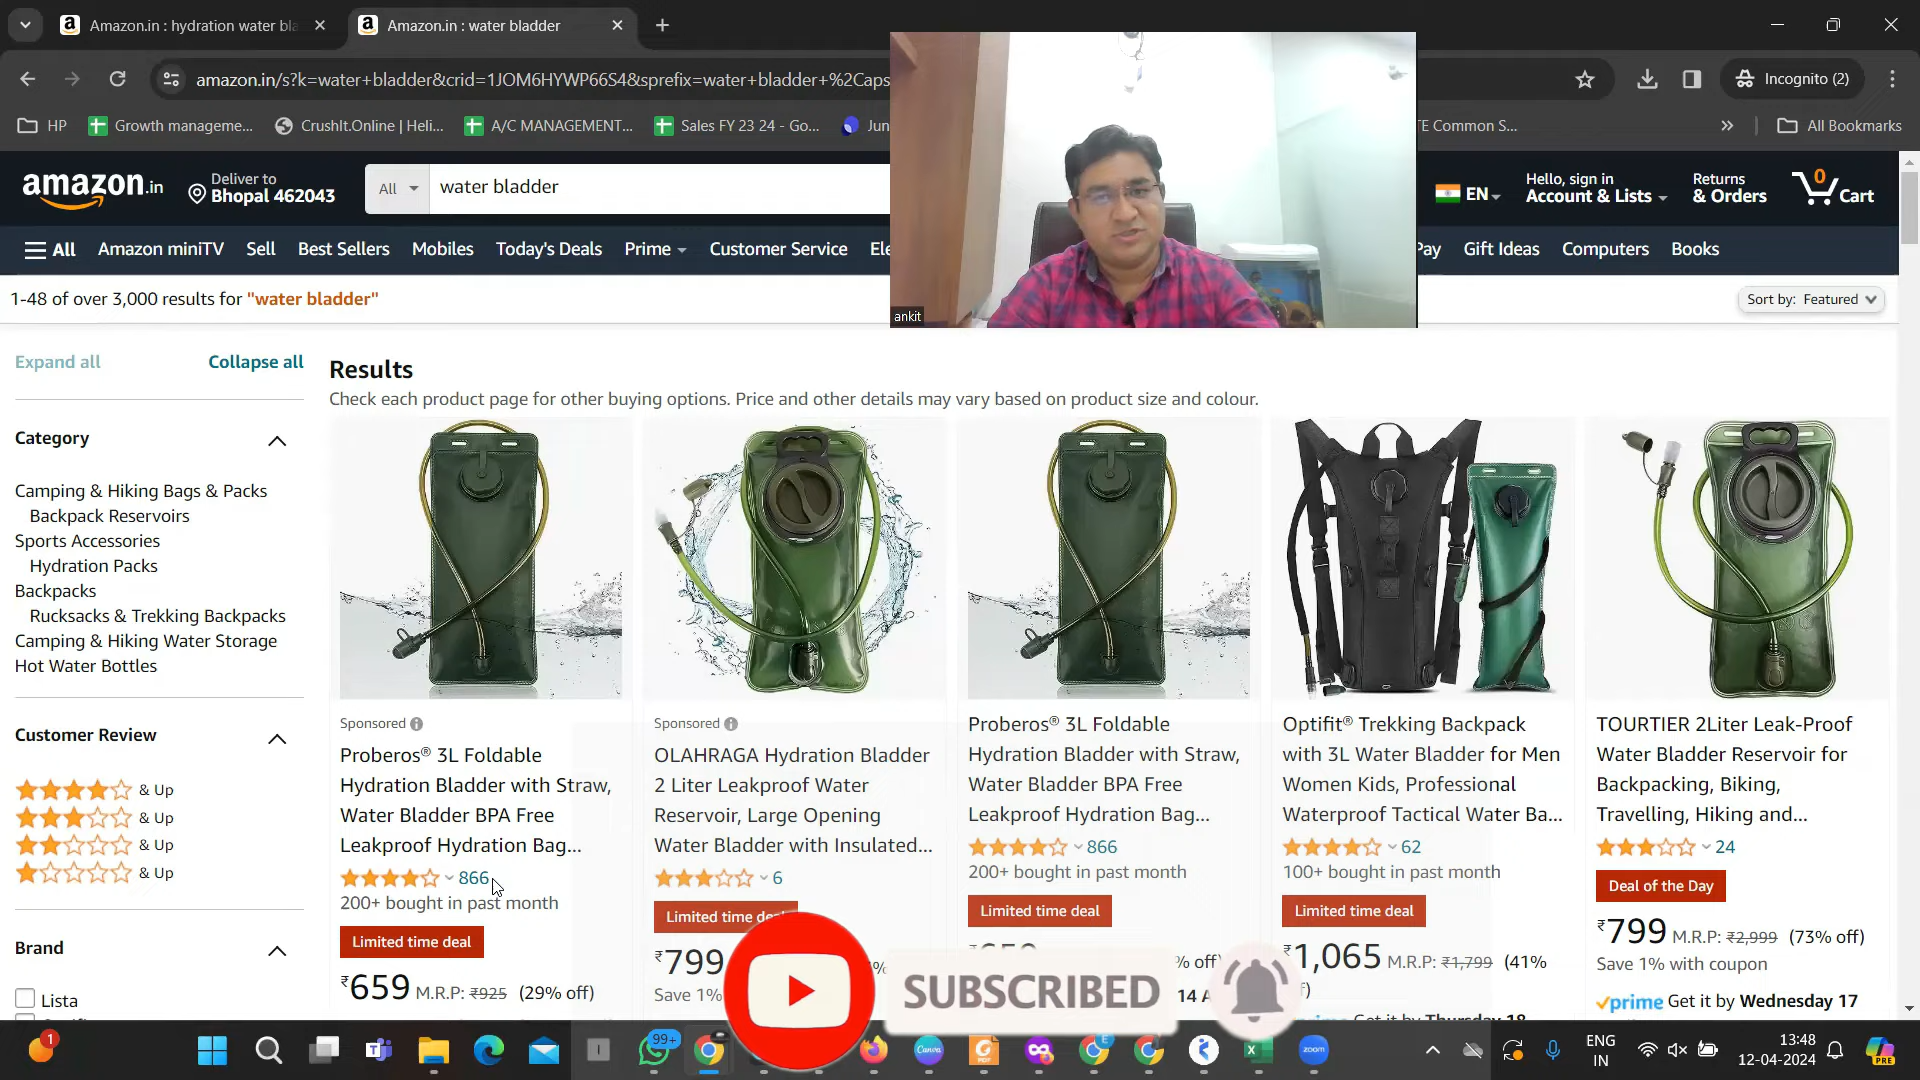 Amazon.in : hydration water bla
Amazon.in : water bladder
amazon.in/s?k=water+bladder&crid=1JOM6HYWP66S4&sprefix=water+bladder+%2Caps
Incognito (2)
HP
Growth manageme...
CrushIt.Online | Heli...
A/C MANAGEMENT...
Sales FY 23 24 - Go...
Jun
TE Common S...
All Bookmarks
amazon.in
Deliver to
Bhopal 462043
All
water bladder
EN
Hello, sign in
Account & Lists
Returns
& Orders
0
Cart
All
Amazon miniTV
Sell
Best Sellers
Mobiles
Today's Deals
Prime
Customer Service
Ele
Pay
Gift Ideas
Computers
Books
ankit
1-48 of over 3,000 results for "water bladder"
Sort by: Featured
Expand all
Collapse all
Category
Camping & Hiking Bags & Packs
Backpack Reservoirs
Sports Accessories
Hydration Packs
Backpacks
Rucksacks & Trekking Backpacks
Camping & Hiking Water Storage
Hot Water Bottles
Customer Review
& Up
& Up
& Up
& Up
Brand
Lista
Results
Check each product page for other buying options. Price and other details may vary based on product size and colour.
Sponsored
Proberos® 3L Foldable
Hydration Bladder with Straw,
Water Bladder BPA Free
Leakproof Hydration Bag...
866
200+ bought in past month
Limited time deal
₹659 M.R.P: ₹925 (29% off)
Sponsored
OLAHRAGA Hydration Bladder
2 Liter Leakproof Water
Reservoir, Large Opening
Water Bladder with Insulated...
6
Limited time deal
₹799
Save 1%
Proberos® 3L Foldable
Hydration Bladder with Straw,
Water Bladder BPA Free
Leakproof Hydration Bag...
866
200+ bought in past month
Limited time deal
% off)
14 A
Optifit® Trekking Backpack
with 3L Water Bladder for Men
Women Kids, Professional
Waterproof Tactical Water Ba...
62
100+ bought in past month
Limited time deal
₹1,065 M.R.P: ₹1,799 (41%
Get it by Thursday 18
TOURTIER 2Liter Leak-Proof
Water Bladder Reservoir for
Backpacking, Biking,
Travelling, Hiking and...
24
Deal of the Day
₹799 M.R.P: ₹2,999 (73% off)
Save 1% with coupon
prime Get it by Wednesday 17
SUBSCRIBED
1
99+
Canva
zoom
ENG
IN
13:48
12-04-2024
PRE